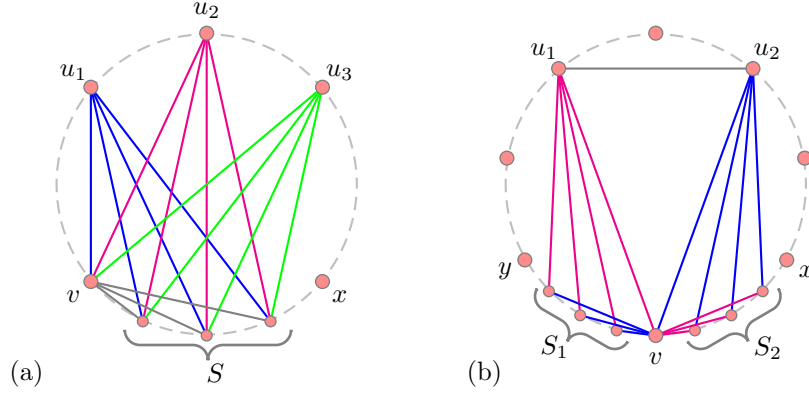 u₂
u₁ u₃
v x
S
(a)
u₁ u₂
y x
S₁ v S₂
(b)